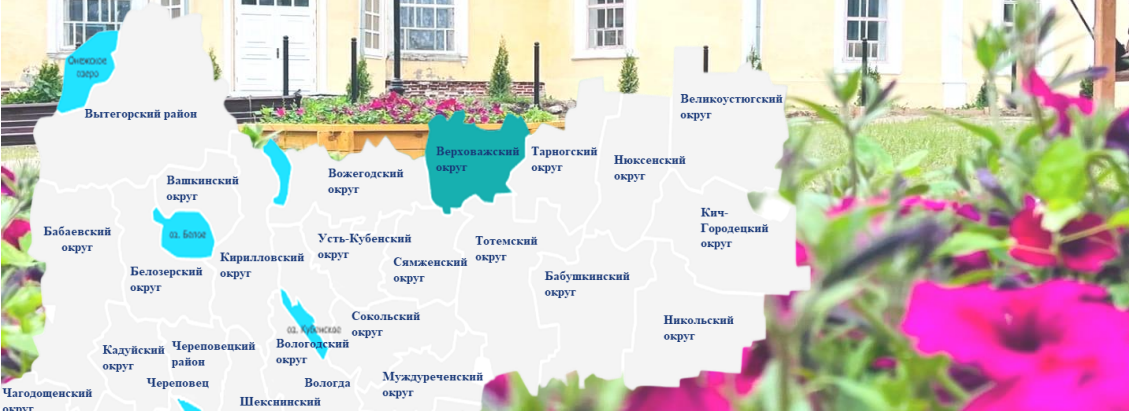 Онежское
озеро
Вытегорский район
Великоустюгский
округ
Верховажский
округ
Тарногский
округ
Нюксенский
округ
Вожегодский
округ
Вашкинский
округ
Бабаевский
округ
оз. Белое
Белозерский
округ
Кирилловский
округ
Усть-Кубенский
округ
Сямженский
округ
Тотемский
округ
Кич-
Городецкий
округ
Бабушкинский
округ
Никольский
округ
Сокольский
округ
оз. Кубенское
Вологодский
округ
Кадуйский
округ
Череповецкий
район
Череповец
Вологда
Муждуреченский
округ
Чагодощенский
округ
Шекснинский